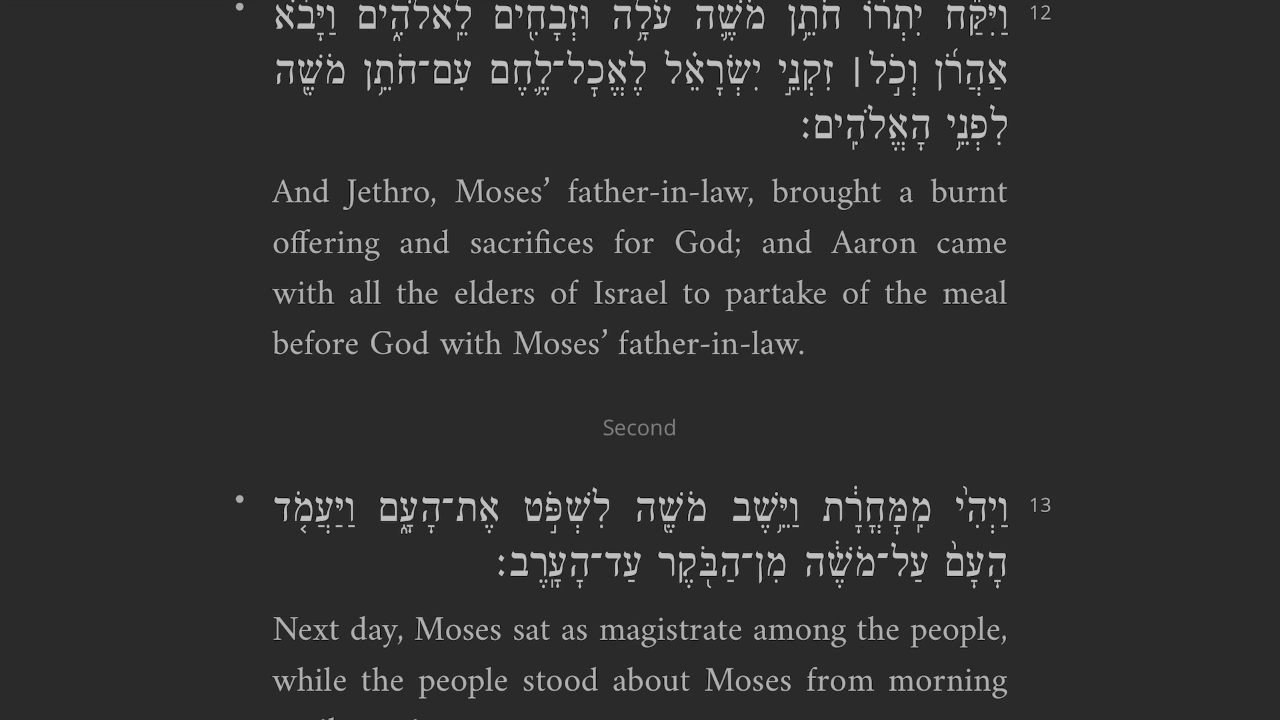 12
וַיִּקַּ֞ח יִתְר֨וֹ חֹתֵ֥ן מֹשֶׁ֛ה עֹלָ֥ה וּזְבָחִ֖ים לֵֽאלֹהִ֑ים וַיָּבֹ֨א
אַהֲרֹ֜ן וְכֹ֣ל ׀ זִקְנֵ֣י יִשְׂרָאֵ֗ל לֶאֱכׇל־לֶ֛חֶם עִם־חֹתֵ֥ן מֹשֶׁ֖ה
לִפְנֵ֥י הָאֱלֹהִֽים׃
And Jethro, Moses’ father-in-law, brought a burnt
offering and sacrifices for God; and Aaron came
with all the elders of Israel to partake of the meal
before God with Moses’ father-in-law.
Second
13
וַיְהִי֙ מִֽמׇּחֳרָ֔ת וַיֵּ֥שֶׁב מֹשֶׁ֖ה לִשְׁפֹּ֣ט אֶת־הָעָ֑ם וַיַּעֲמֹ֤ד
הָעָם֙ עַל־מֹשֶׁ֔ה מִן־הַבֹּ֖קֶר עַד־הָעָֽרֶב׃
Next day, Moses sat as magistrate among the people,
while the people stood about Moses from morning